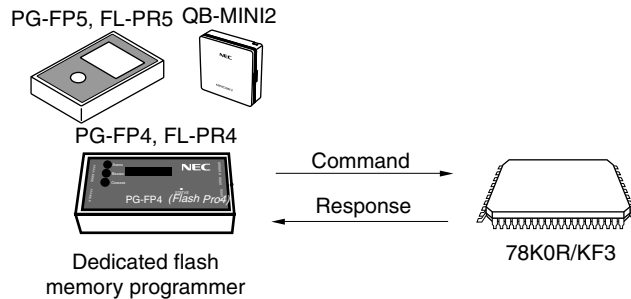 PG-FP5, FL-PR5 QB-MINI2
NEC
PG-FP4, FL-PR4
NEC
PG-FP4 (Flash Pro4)
Command
Response
78K0R/KF3
Dedicated flash
memory programmer